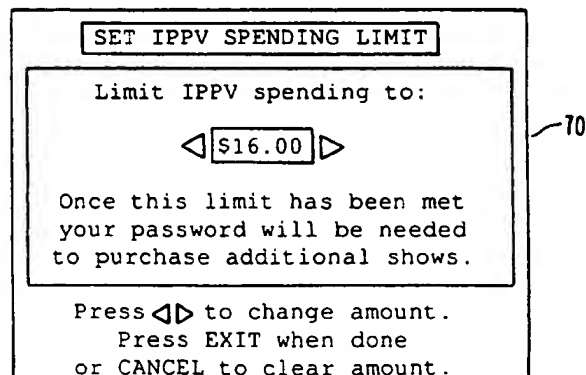 SET IPPV SPENDING LIMIT
Limit IPPV spending to:
◁ $16.00 ▷
70
Once this limit has been met
your password will be needed
to purchase additional shows.
Press ◁▷ to change amount.
Press EXIT when done
or CANCEL to clear amount.